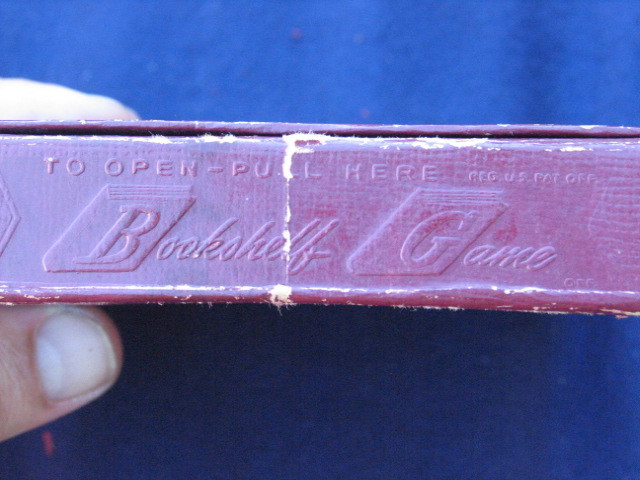 TO OPEN-PULL HERE REG. U.S. PAT. OFF.
Bookshelf Game